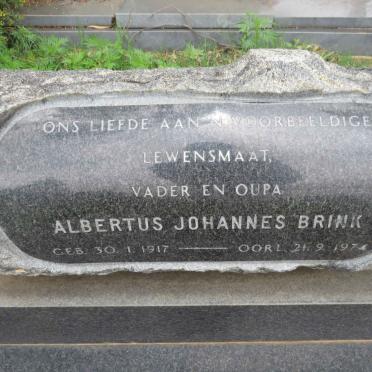 ONS LIEFDE AAN 'N VOORBEELDIGE
LEWENSMAAT,
VADER EN OUPA
ALBERTUS JOHANNES BRINK
GEB. 30. 1. 1917 —— OORL. 21. 9. 1974